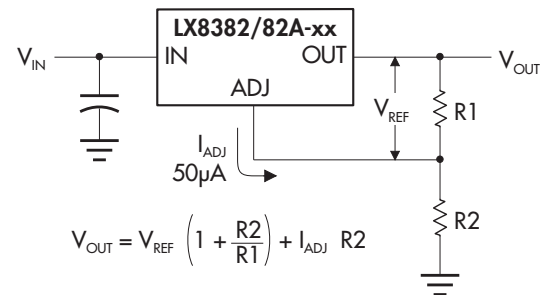 LX8382/82A-xx
V_IN
IN
OUT
V_OUT
ADJ
V_REF
R1
I_ADJ
50µA
R2
V_OUT = V_REF (1 + R2/R1) + I_ADJ R2